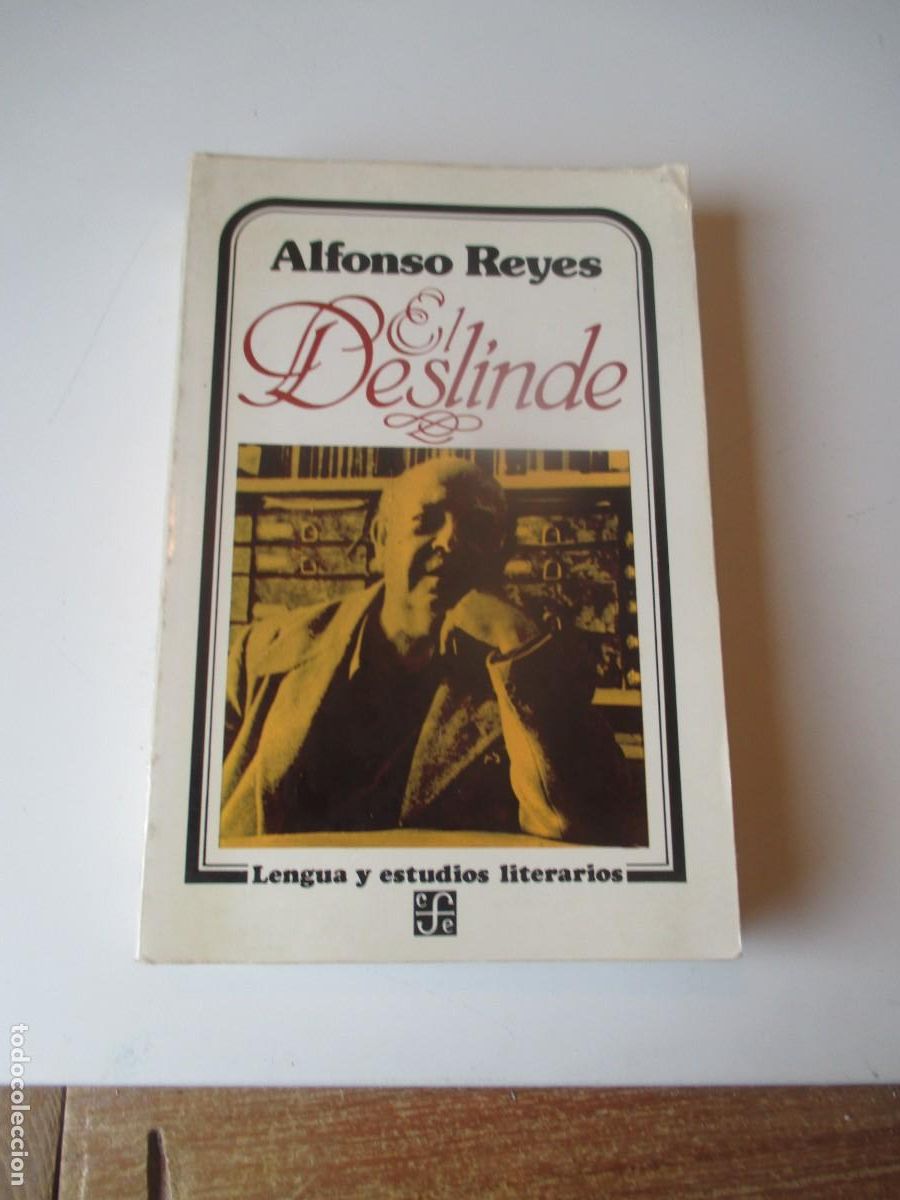 Alfonso Reyes
El
Deslinde
Lengua y estudios literarios
c
f
e
todocoleccion